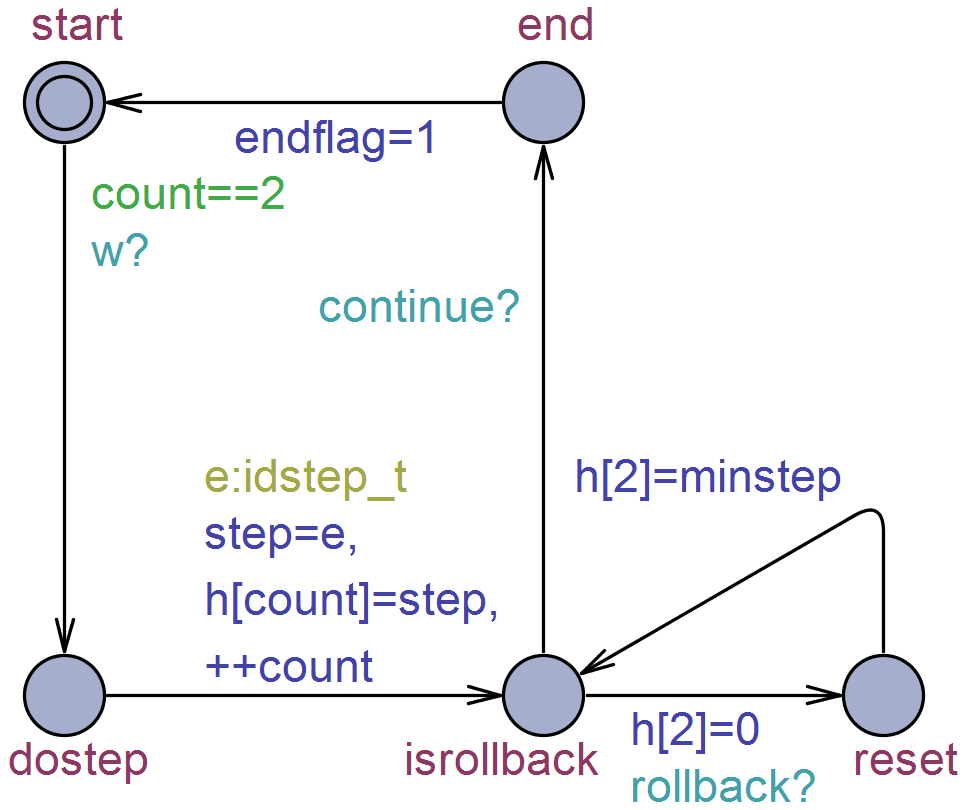 start
end
endflag=1
count==2
w?
continue?
e:idstep_t
step=e,
h[count]=step,
++count
h[2]=minstep
dostep
isrollback
h[2]=0
rollback?
reset